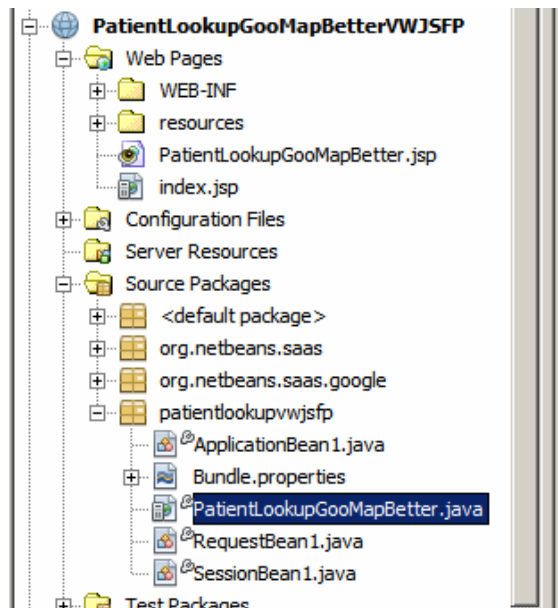 PatientLookupGooMapBetterVWJSFP
Web Pages
WEB-INF
resources
PatientLookupGooMapBetter.jsp
index.jsp
Configuration Files
Server Resources
Source Packages
<default package>
org.netbeans.saas
org.netbeans.saas.google
patientlookupvwjsfp
ApplicationBean1.java
Bundle.properties
PatientLookupGooMapBetter.java
RequestBean1.java
SessionBean1.java
Test Packages